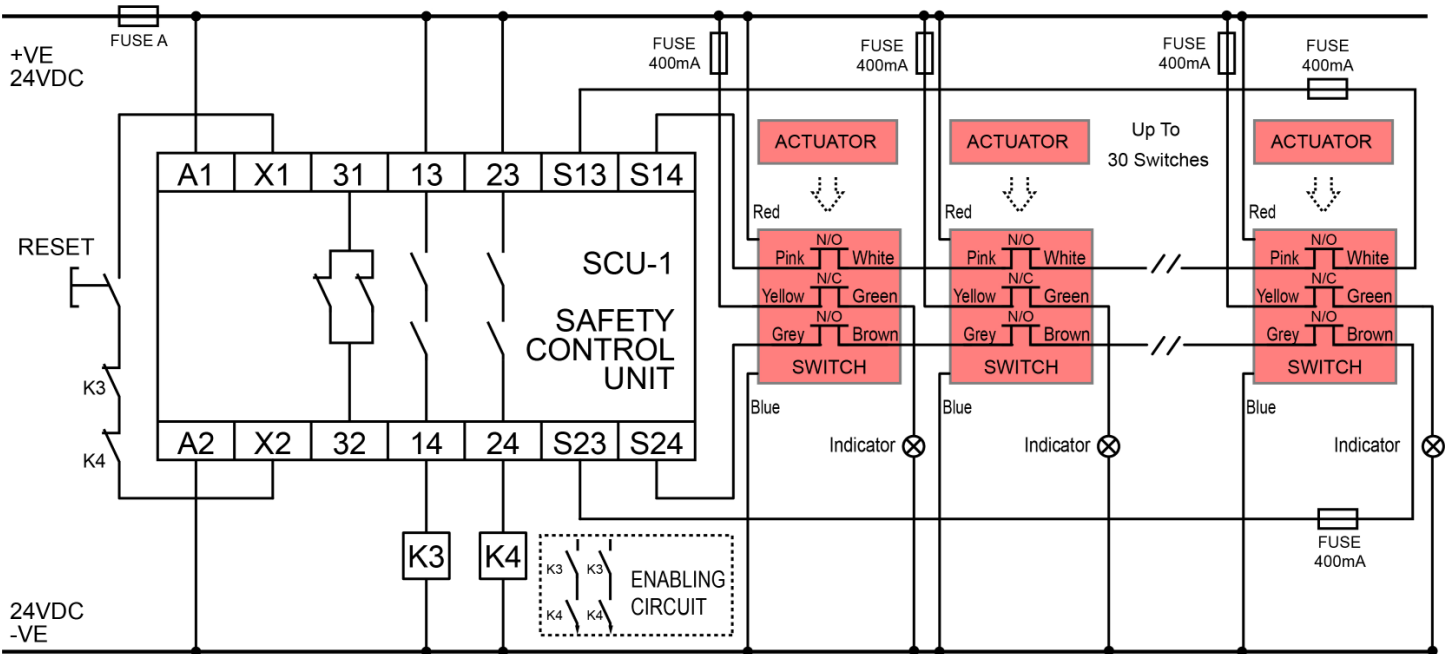 FUSE A
+VE
24VDC
FUSE
400mA
FUSE
400mA
FUSE
400mA
FUSE
400mA
ACTUATOR
ACTUATOR
Up To
30 Switches
ACTUATOR
A1 X1 31 13 23 S13 S14
RESET
SCU-1
SAFETY
CONTROL
UNIT
K3
K4
A2 X2 32 14 24 S23 S24
Red
N/O
Pink White
N/C
Yellow Green
N/O
Grey Brown
SWITCH
Blue
Indicator
Red
N/O
Pink White
N/C
Yellow Green
N/O
Grey Brown
SWITCH
Blue
Indicator
Red
N/O
Pink White
N/C
Yellow Green
N/O
Grey Brown
SWITCH
Blue
Indicator
K3 K4
K3 K3
K4 K4
ENABLING
CIRCUIT
FUSE
400mA
24VDC
-VE